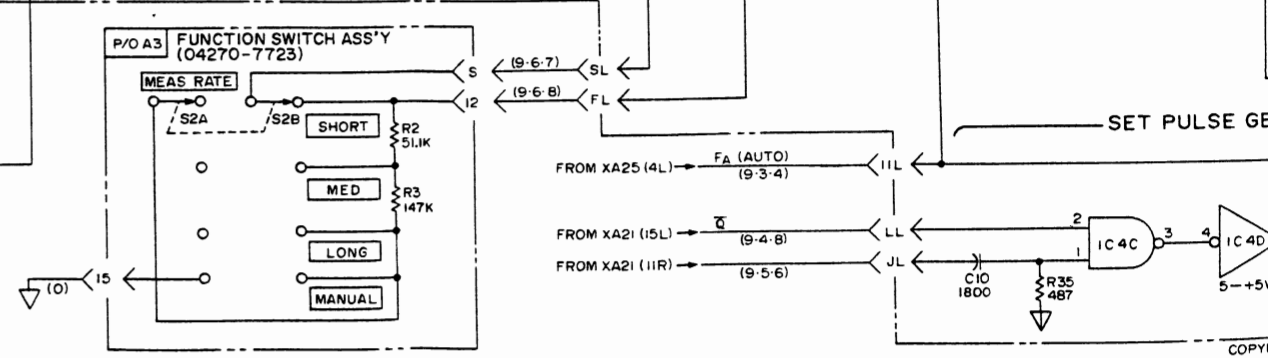 P/O A3
FUNCTION SWITCH ASS'Y
(04270-7723)
MEAS RATE
S2A
S2B
SHORT
MED
LONG
MANUAL
R2
51.1K
R3
147K
15
(0)
S
(9·6·7)
SL
12
(9·6·8)
FL
SET PULSE GE
FROM XA25 (4L)
FA (AUTO)
(9·3·4)
11L
FROM XA21 (15L)
Q̅
(9·4·8)
LL
FROM XA21 (11R)
(9·5·6)
JL
C10
1800
R35
487
2
1
IC4C
3
4
IC4D
5-+5V
COPY